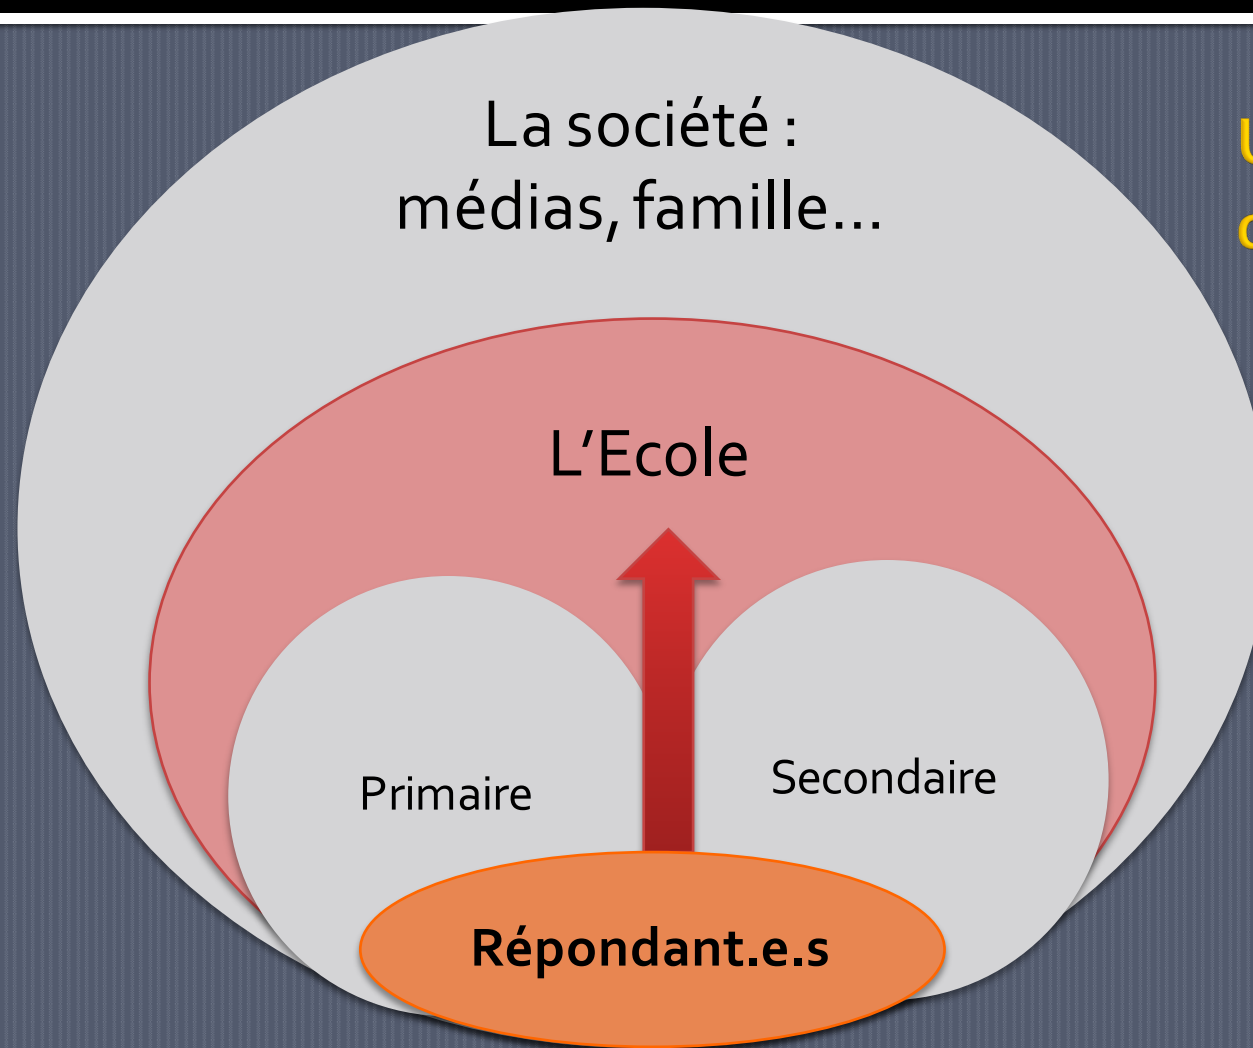 La société :
médias, famille...
L'Ecole
Primaire
Secondaire
Répondant.e.s